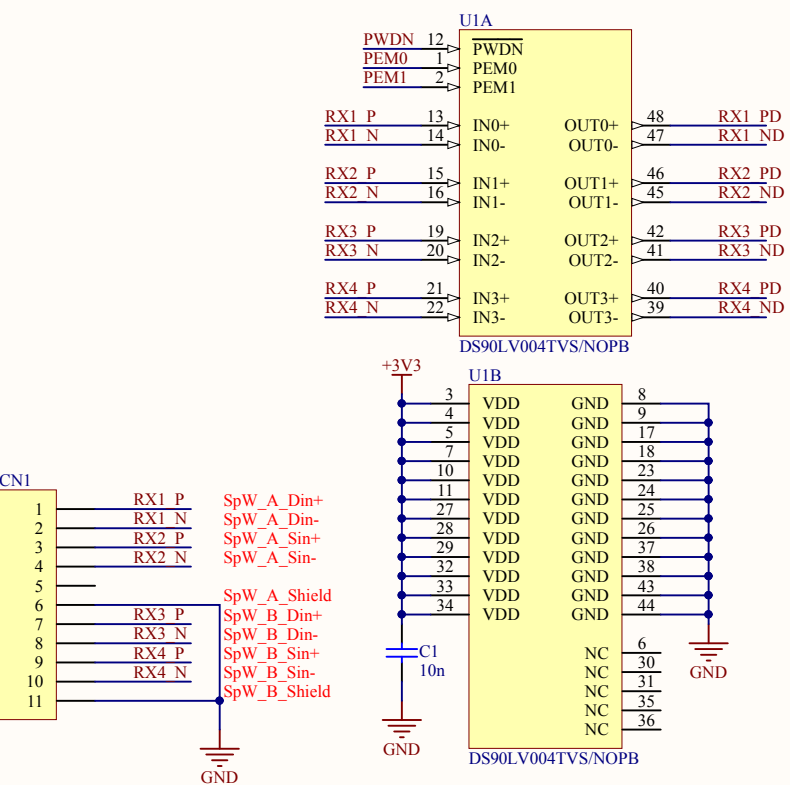 U1A
PWDN 12 PWDN
PEM0 1 PEM0
PEM1 2 PEM1
RX1_P 13 IN0+ OUT0+ 48 RX1_PD
RX1_N 14 IN0- OUT0- 47 RX1_ND
RX2_P 15 IN1+ OUT1+ 46 RX2_PD
RX2_N 16 IN1- OUT1- 45 RX2_ND
RX3_P 19 IN2+ OUT2+ 42 RX3_PD
RX3_N 20 IN2- OUT2- 41 RX3_ND
RX4_P 21 IN3+ OUT3+ 40 RX4_PD
RX4_N 22 IN3- OUT3- 39 RX4_ND
DS90LV004TVS/NOPB
+3V3
U1B
3 VDD GND 8
4 VDD GND 9
5 VDD GND 17
7 VDD GND 18
10 VDD GND 23
11 VDD GND 24
27 VDD GND 25
28 VDD GND 26
29 VDD GND 37
32 VDD GND 38
33 VDD GND 43
34 VDD GND 44
NC 6
NC 30
NC 31
NC 35
NC 36
DS90LV004TVS/NOPB
C1
10n
GND
GND
CN1
1 RX1_P SpW_A_Din+
2 RX1_N SpW_A_Din-
3 RX2_P SpW_A_Sin+
4 RX2_N SpW_A_Sin-
5
6 SpW_A_Shield
7 RX3_P SpW_B_Din+
8 RX3_N SpW_B_Din-
9 RX4_P SpW_B_Sin+
10 RX4_N SpW_B_Sin-
11 SpW_B_Shield
GND